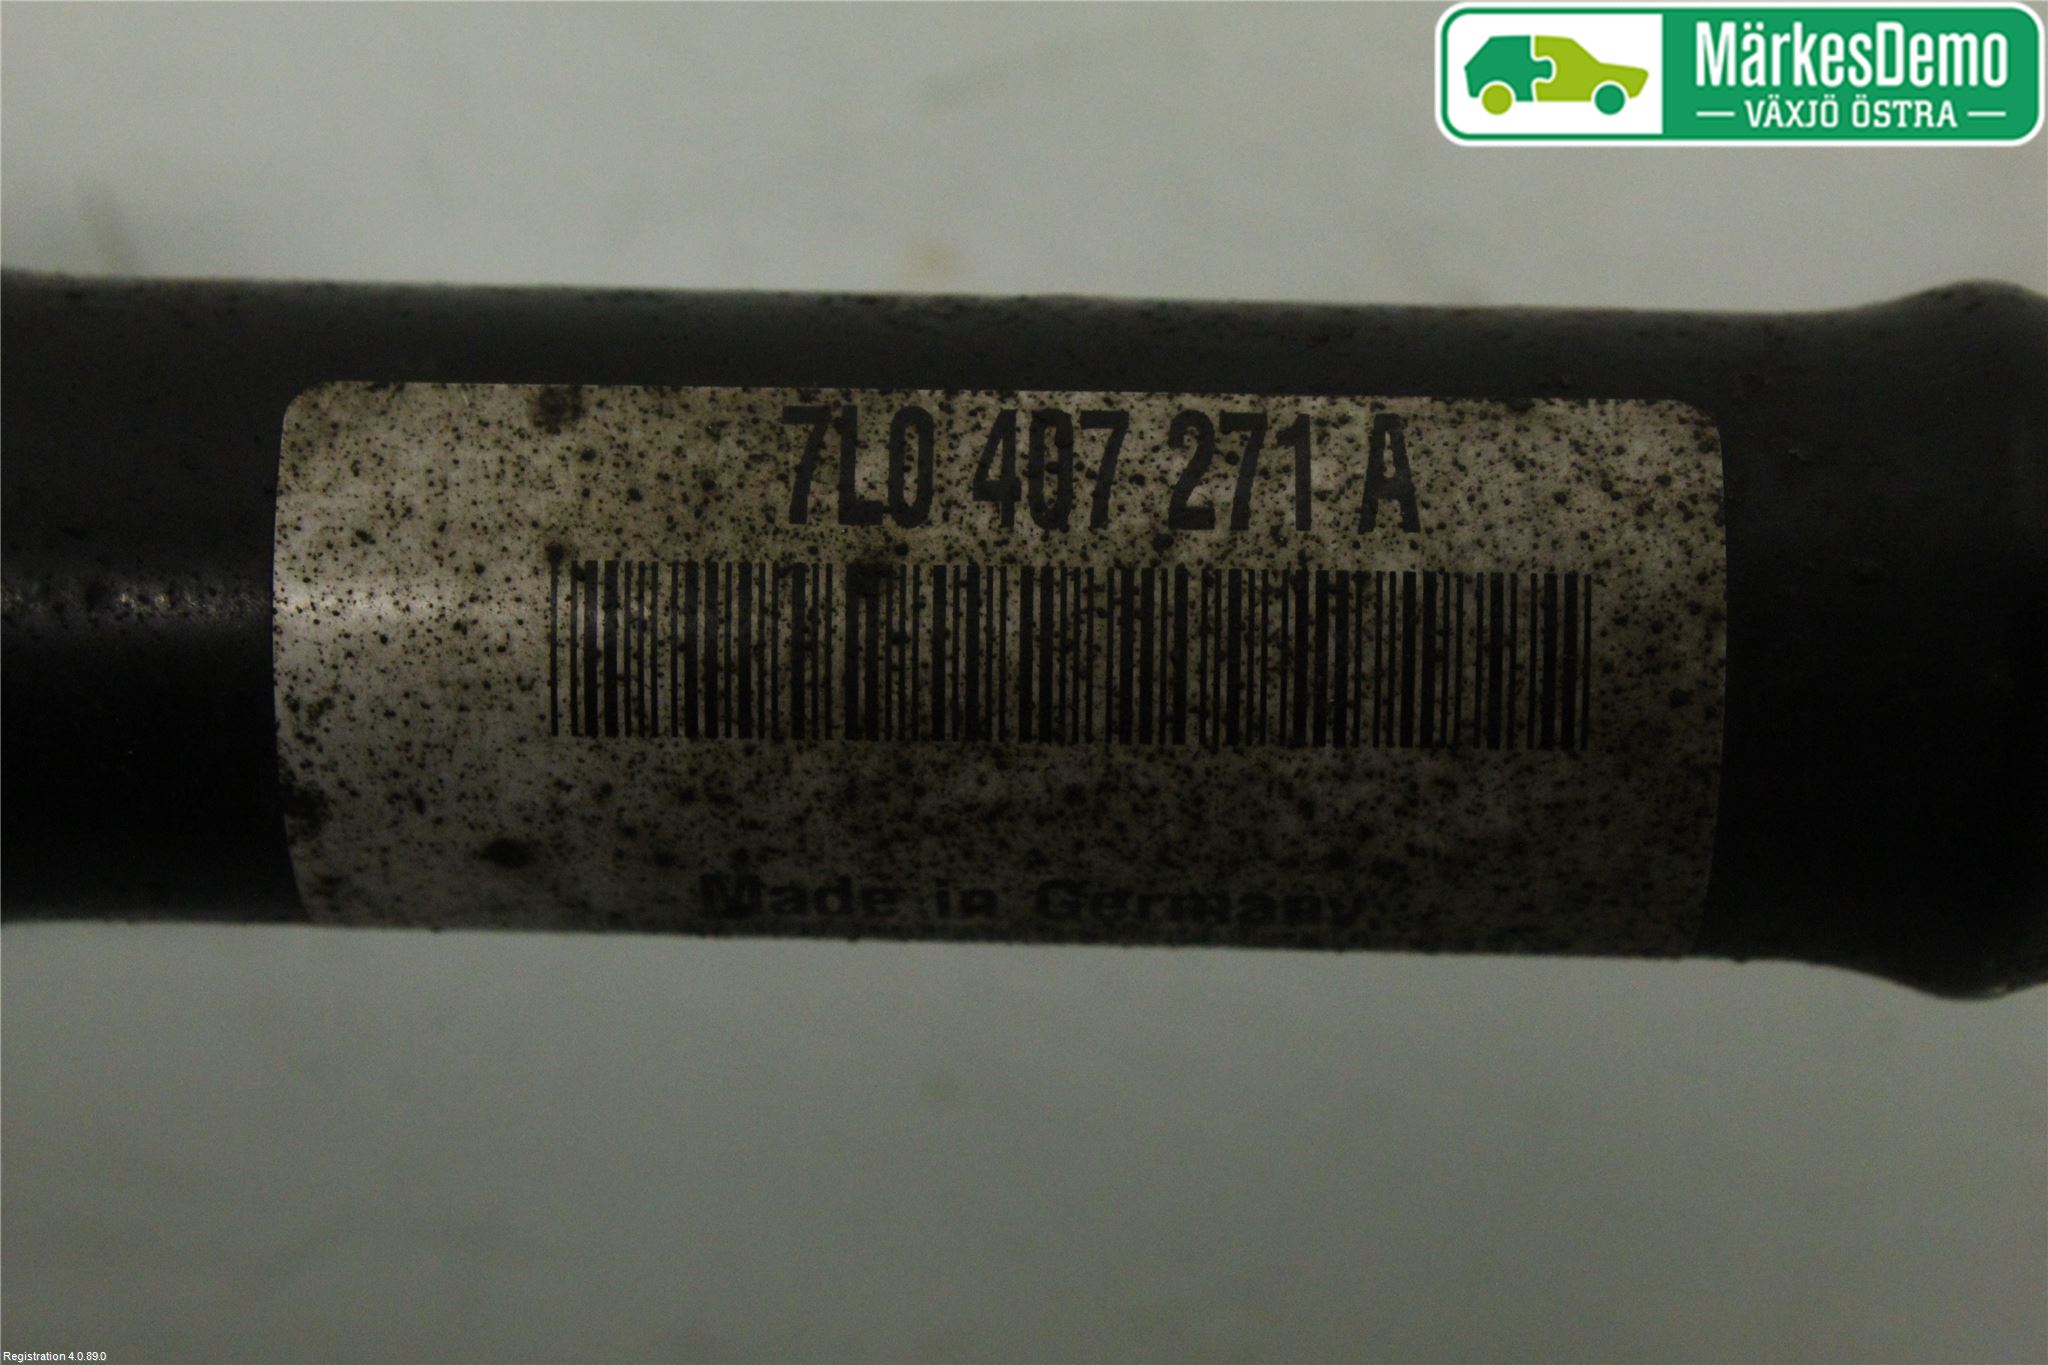 MärkesDemo
VÄXJÖ ÖSTRA
7L0 407 271 A
Made in Germany
Registration 4.0.89.0